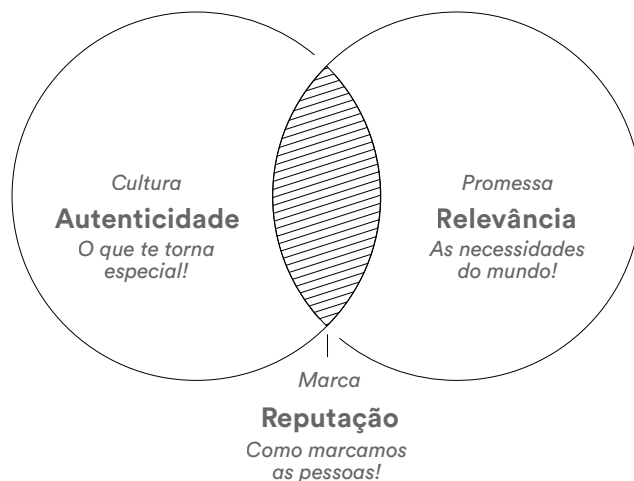 Cultura
Autenticidade
O que te torna
especial!
Promessa
Relevância
As necessidades
do mundo!
Marca
Reputação
Como marcamos
as pessoas!